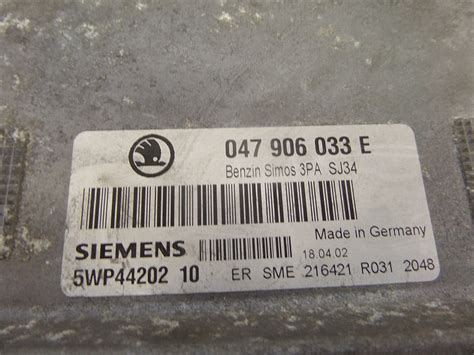 047 906 033 E
Benzin Simos 3PA SJ34
Made in Germany
SIEMENS
18.04.02
5WP44202 10 ER SME 216421 R031 2048